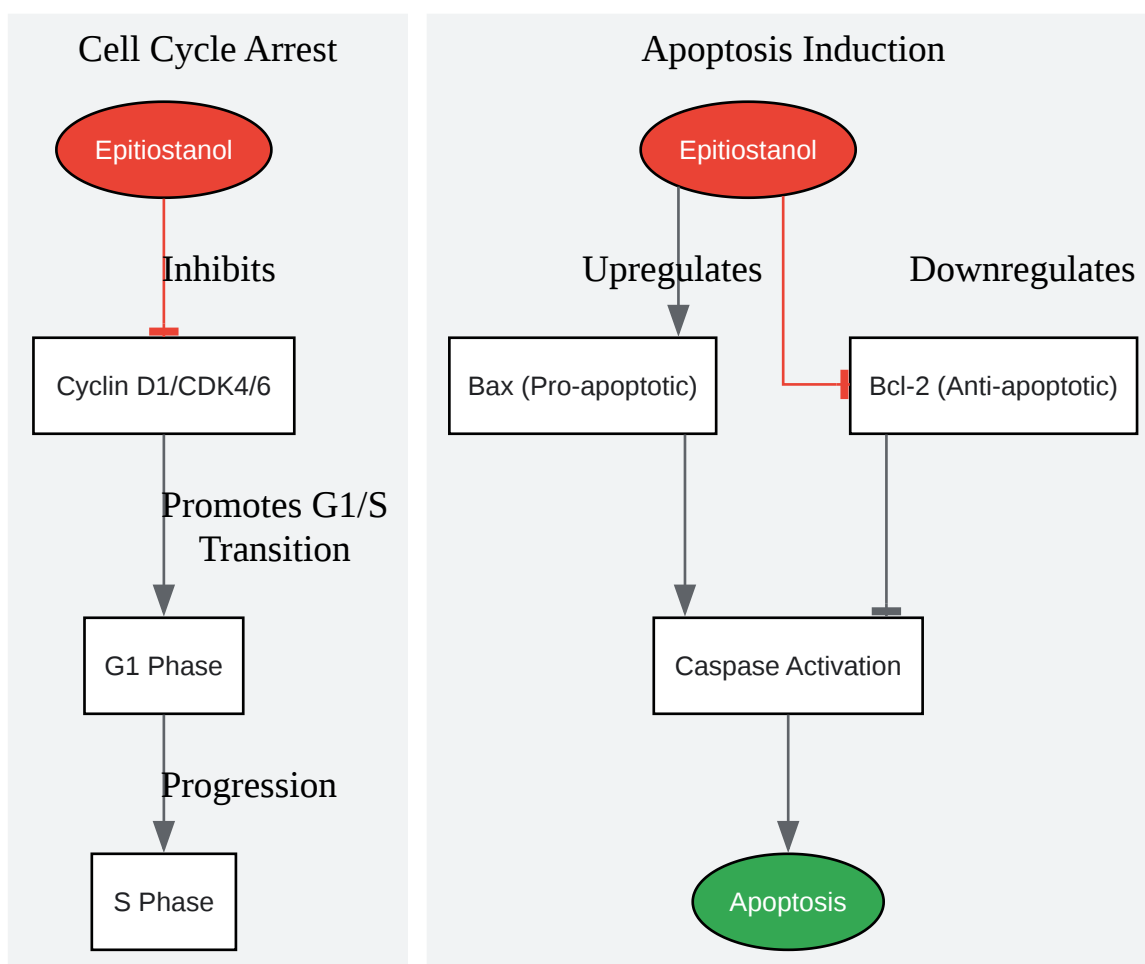 Cell Cycle Arrest
Epitiostanol
Inhibits
Cyclin D1/CDK4/6
Promotes G1/S
Transition
G1 Phase
Progression
S Phase
Apoptosis Induction
Epitiostanol
Upregulates
Downregulates
Bax (Pro-apoptotic)
Bcl-2 (Anti-apoptotic)
Caspase Activation
Apoptosis